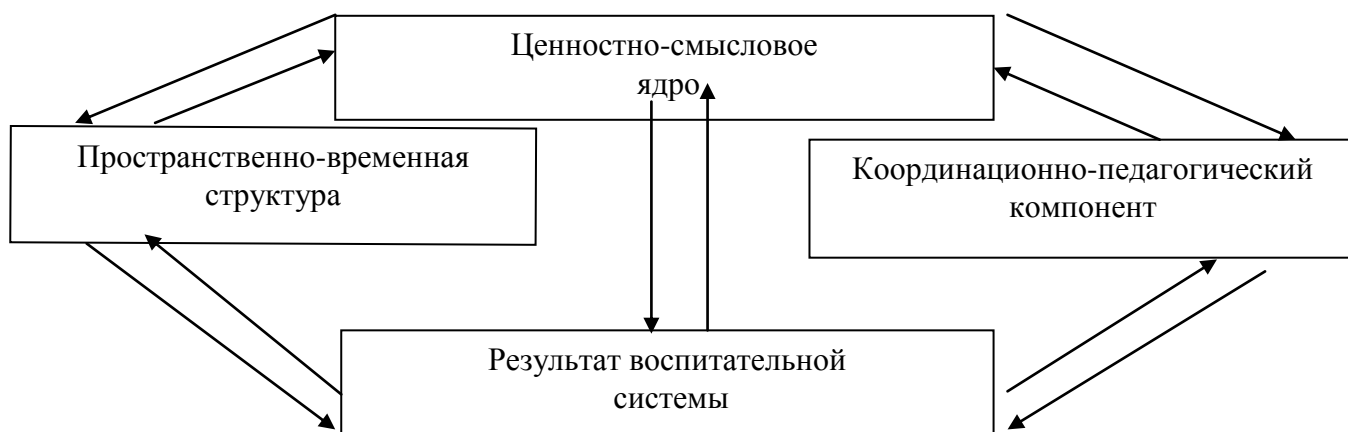 Ценностно-смысловое
ядро
Пространственно-временная
структура
Координационно-педагогический
компонент
Результат воспитательной
системы